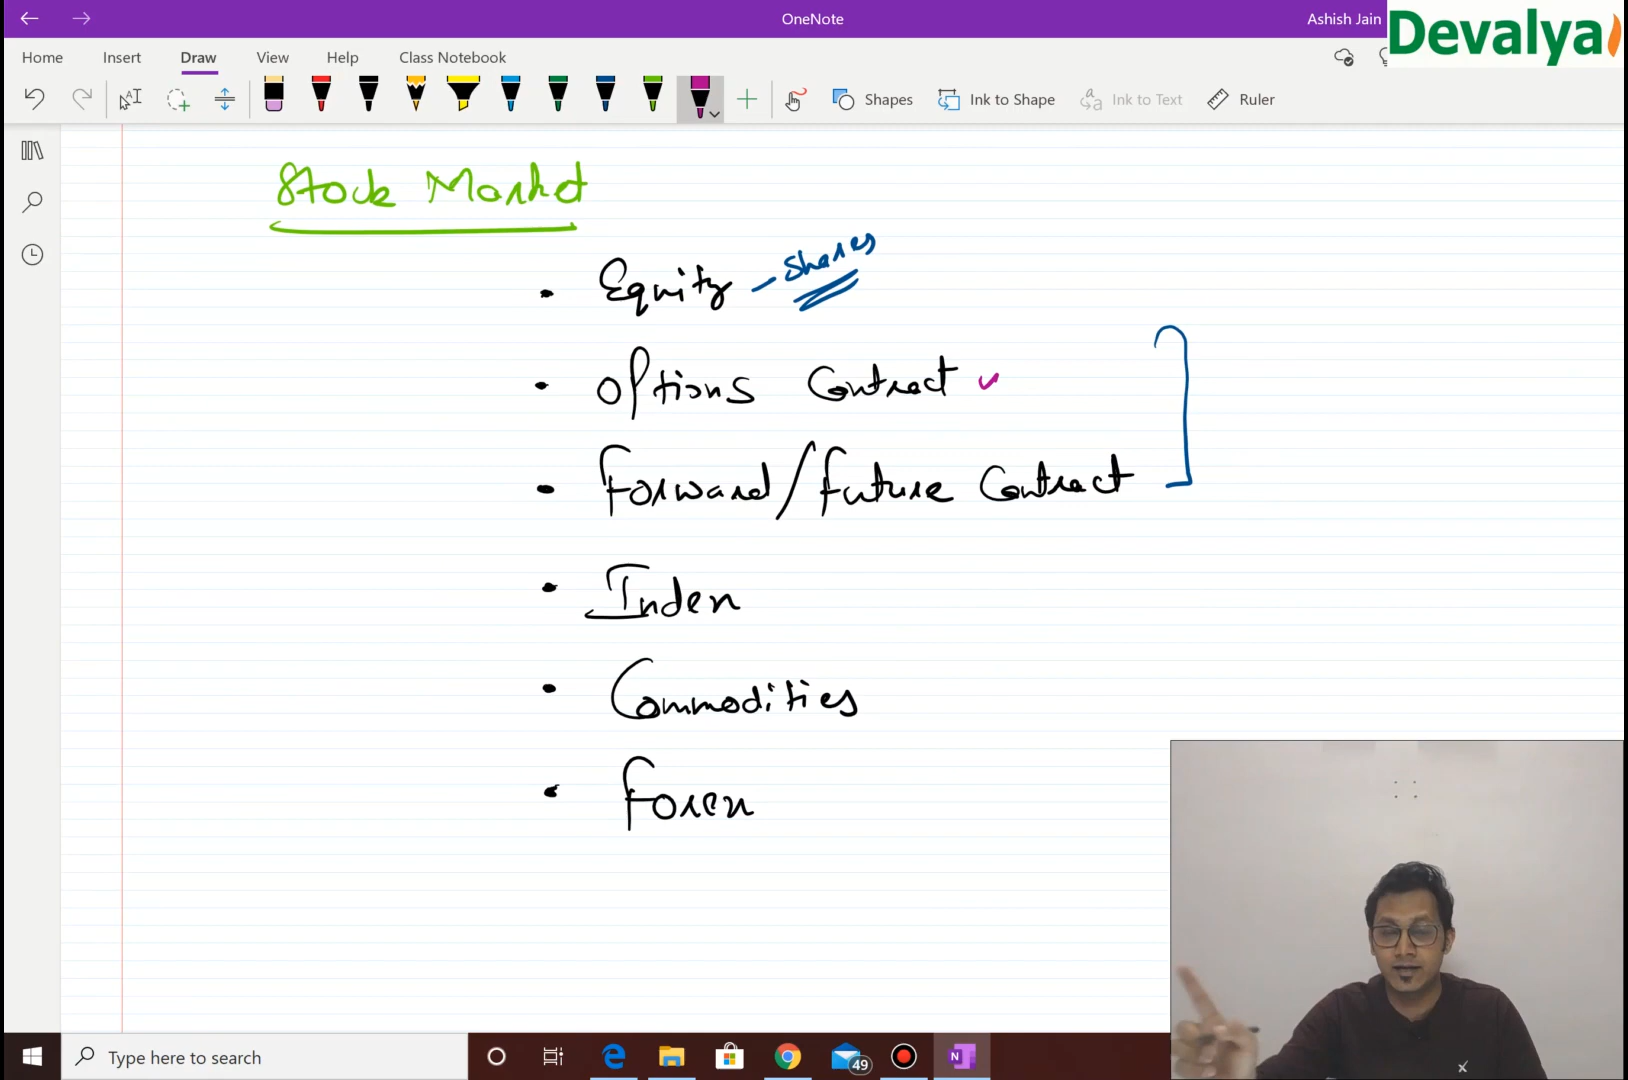 OneNote
Ashish Jain
Devalya
Home Insert Draw View Help Class Notebook
Shapes Ink to Shape Ink to Text Ruler
Stock Market
• Equity - Shares
• Options Contract
• Forward/Future Contract
• Index
• Commodities
• Forex
Type here to search
49
N